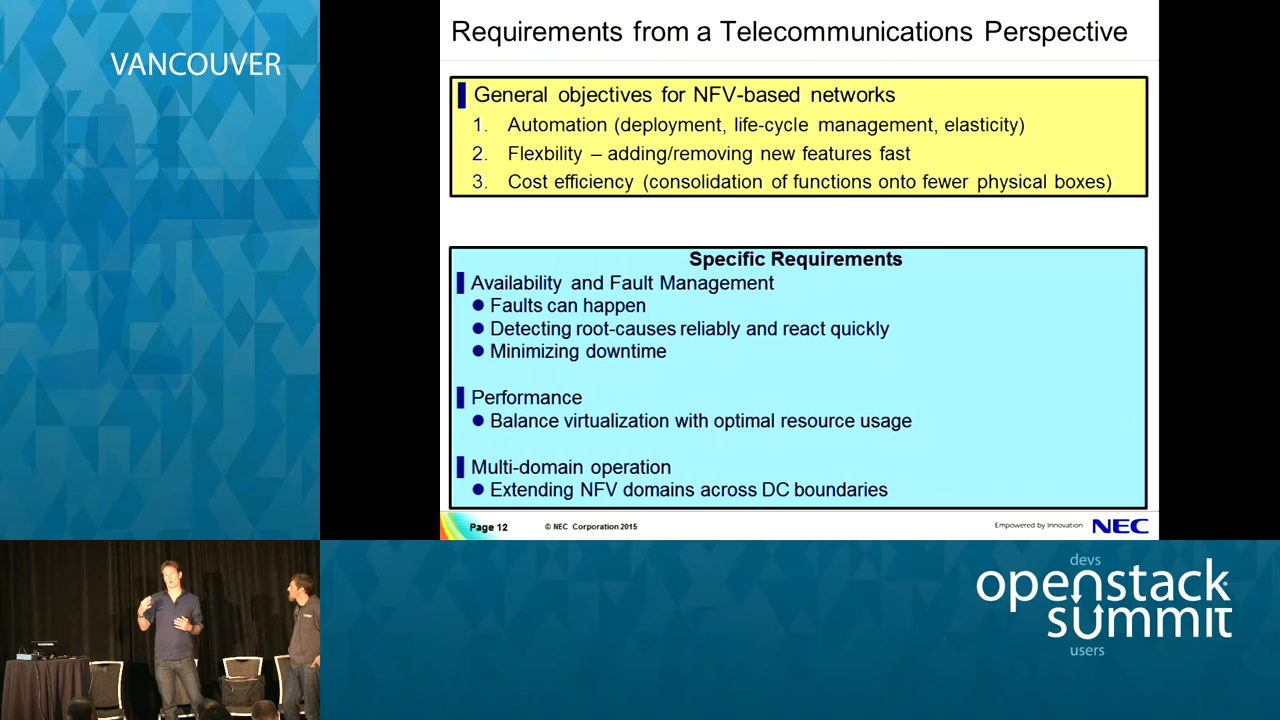 VANCOUVER
Requirements from a Telecommunications Perspective
General objectives for NFV-based networks
1. Automation (deployment, life-cycle management, elasticity)
2. Flexbility – adding/removing new features fast
3. Cost efficiency (consolidation of functions onto fewer physical boxes)
Specific Requirements
Availability and Fault Management
Faults can happen
Detecting root-causes reliably and react quickly
Minimizing downtime
Performance
Balance virtualization with optimal resource usage
Multi-domain operation
Extending NFV domains across DC boundaries
Page 12 © NEC Corporation 2015 Empowered by Innovation NEC
devs
openstack
summit
users